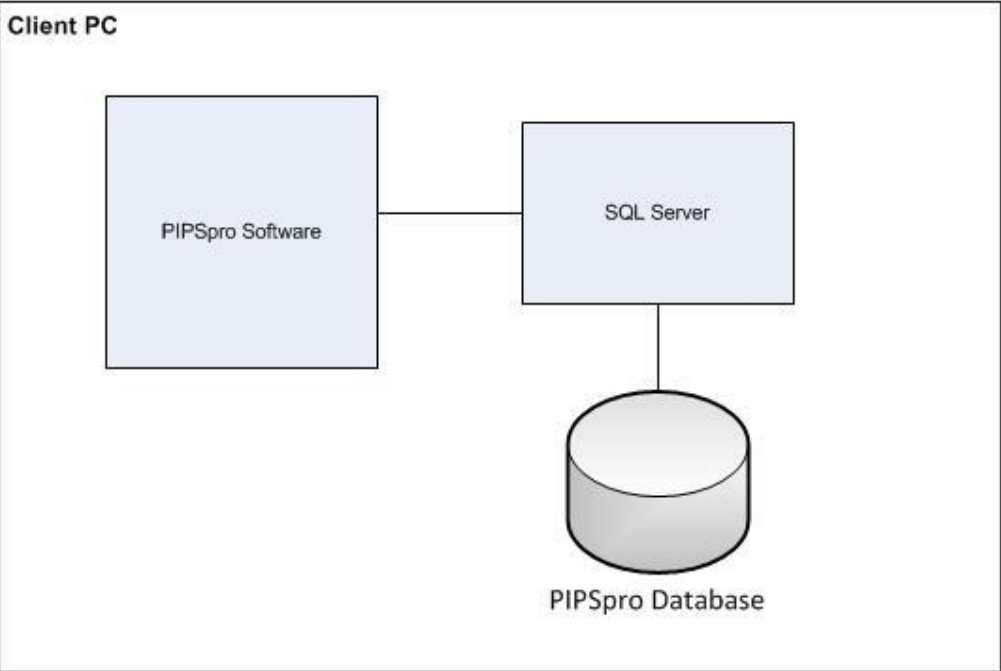 Client PC
PIPSpro Software
SQL Server
PIPSpro Database